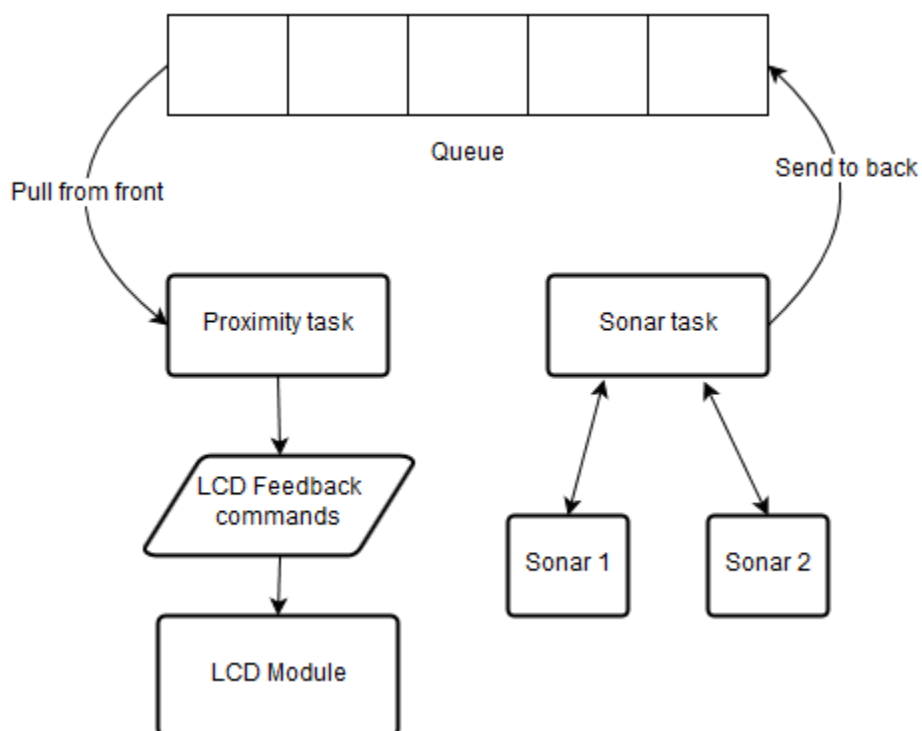 Queue
Pull from front
Send to back
Proximity task
Sonar task
LCD Feedback
commands
Sonar 1
Sonar 2
LCD Module